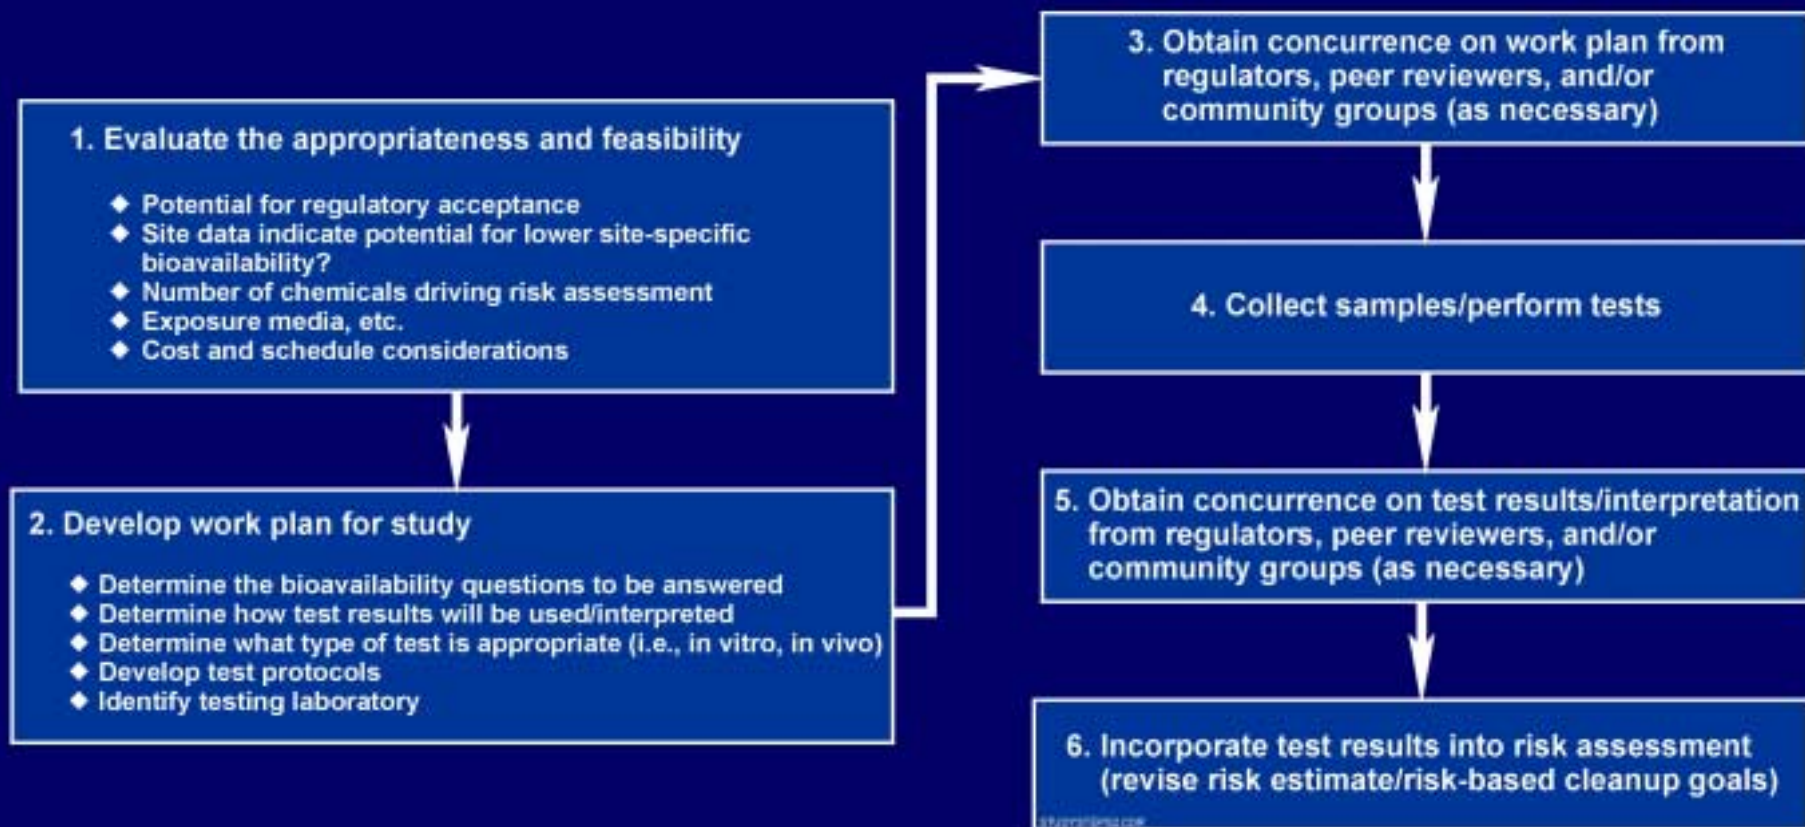 1. Evaluate the appropriateness and feasibility
◆ Potential for regulatory acceptance
◆ Site data indicate potential for lower site-specific
bioavailability?
◆ Number of chemicals driving risk assessment
◆ Exposure media, etc.
◆ Cost and schedule considerations
2. Develop work plan for study
◆ Determine the bioavailability questions to be answered
◆ Determine how test results will be used/interpreted
◆ Determine what type of test is appropriate (i.e., in vitro, in vivo)
◆ Develop test protocols
◆ Identify testing laboratory
3. Obtain concurrence on work plan from
regulators, peer reviewers, and/or
community groups (as necessary)
4. Collect samples/perform tests
5. Obtain concurrence on test results/interpretation
from regulators, peer reviewers, and/or
community groups (as necessary)
6. Incorporate test results into risk assessment
(revise risk estimate/risk-based cleanup goals)